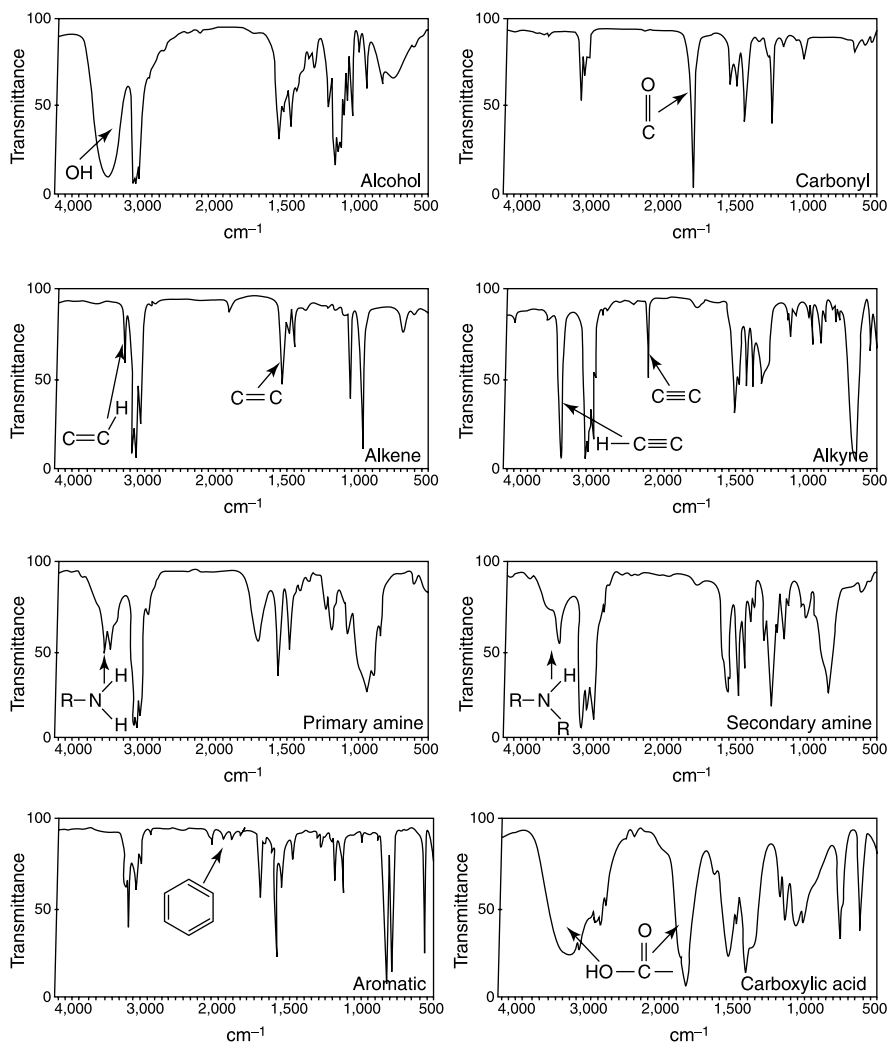 100
50
0
Transmittance
OH
Alcohol
4,000 3,000 2,000 1,500 1,000 500
cm⁻¹
100
50
0
Transmittance
O
C
Carbonyl
4,000 3,000 2,000 1,500 1,000 500
cm⁻¹
100
50
0
Transmittance
H
C C
C C
Alkene
4,000 3,000 2,000 1,500 1,000 500
cm⁻¹
100
50
0
Transmittance
C C
H C C
Alkyne
4,000 3,000 2,000 1,500 1,000 500
cm⁻¹
100
50
0
Transmittance
H
R N
H
Primary amine
4,000 3,000 2,000 1,500 1,000 500
cm⁻¹
100
50
0
Transmittance
H
R N
R
Secondary amine
4,000 3,000 2,000 1,500 1,000 500
cm⁻¹
100
50
0
Transmittance
Aromatic
4,000 3,000 2,000 1,500 1,000 500
cm⁻¹
100
50
0
Transmittance
O
HO C
Carboxylic acid
4,000 3,000 2,000 1,500 1,000 500
cm⁻¹